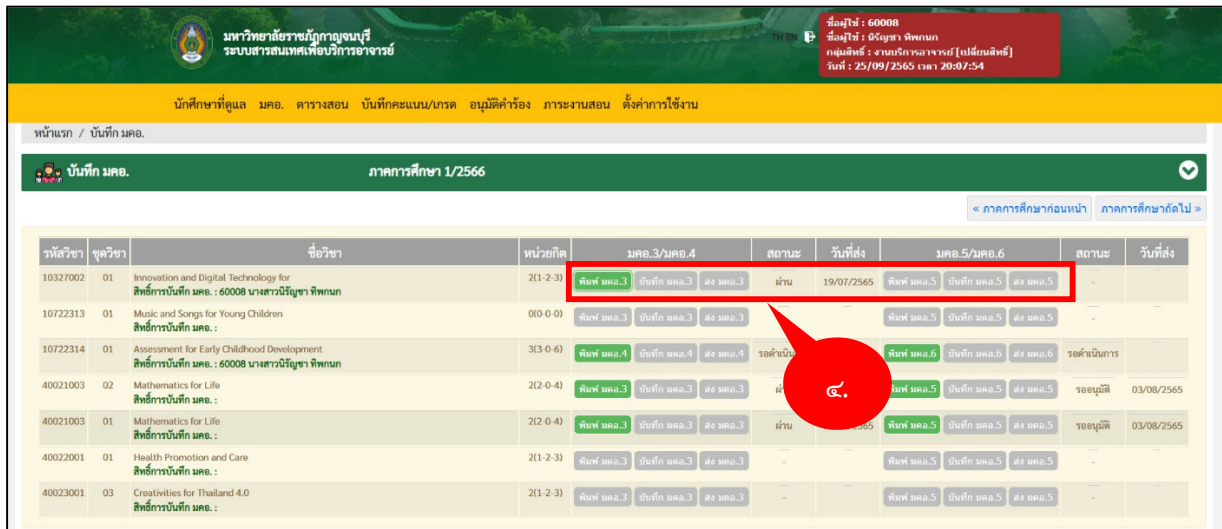 มหาวิทยาลัยราชภัฏกาญจนบุรี
ระบบสารสนเทศเพื่อบริการอาจารย์
TH EN
ชื่อผู้ใช้ : 60008
ชื่อผู้ใช้ : นิรัญชา ทิพกนก
กลุ่มสิทธิ์ : งานบริการอาจารย์ [เปลี่ยนสิทธิ์]
วันที่ : 25/09/2565 เวลา 20:07:54
นักศึกษาที่ดูแล มคอ. ตารางสอน บันทึกคะแนน/เกรด อนุมัติคำร้อง ภาระงานสอน ตั้งค่าการใช้งาน
หน้าแรก / บันทึก มคอ.
บันทึก มคอ. ภาคการศึกษา 1/2566
« ภาคการศึกษาก่อนหน้า ภาคการศึกษาถัดไป »
รหัสวิชา ชุดวิชา ชื่อวิชา หน่วยกิต มคอ.3/มคอ.4 สถานะ วันที่ส่ง มคอ.5/มคอ.6 สถานะ วันที่ส่ง
10327002 01 Innovation and Digital Technology for 2(1-2-3) พิมพ์ มคอ.3 บันทึก มคอ.3 ส่ง มคอ.3 ผ่าน 19/07/2565 พิมพ์ มคอ.5 บันทึก มคอ.5 ส่ง มคอ.5 -
สิทธิ์การบันทึก มคอ. : 60008 นางสาวนิรัญชา ทิพกนก
10722313 01 Music and Songs for Young Children 0(0-0-0) พิมพ์ มคอ.3 บันทึก มคอ.3 ส่ง มคอ.3 พิมพ์ มคอ.5 บันทึก มคอ.5 ส่ง มคอ.5 -
สิทธิ์การบันทึก มคอ. :
10722314 01 Assessment for Early Childhood Development 3(3-0-6) พิมพ์ มคอ.4 บันทึก มคอ.4 ส่ง มคอ.4 รอดำเนิน พิมพ์ มคอ.6 บันทึก มคอ.6 ส่ง มคอ.6 รอดำเนินการ
สิทธิ์การบันทึก มคอ. : 60008 นางสาวนิรัญชา ทิพกนก
๔.
40021003 02 Mathematics for Life 2(2-0-4) พิมพ์ มคอ.3 บันทึก มคอ.3 ส่ง มคอ.3 พิมพ์ มคอ.5 บันทึก มคอ.5 ส่ง มคอ.5 รออนุมัติ 03/08/2565
สิทธิ์การบันทึก มคอ. :
40021003 01 Mathematics for Life 2(2-0-4) พิมพ์ มคอ.3 บันทึก มคอ.3 ส่ง มคอ.3 ผ่าน พิมพ์ มคอ.5 บันทึก มคอ.5 ส่ง มคอ.5 รออนุมัติ 03/08/2565
สิทธิ์การบันทึก มคอ. :
40022001 01 Health Promotion and Care 2(1-2-3) พิมพ์ มคอ.3 บันทึก มคอ.3 ส่ง มคอ.3 - พิมพ์ มคอ.5 บันทึก มคอ.5 ส่ง มคอ.5 -
สิทธิ์การบันทึก มคอ. :
40023001 03 Creativities for Thailand 4.0 2(1-2-3) พิมพ์ มคอ.3 บันทึก มคอ.3 ส่ง มคอ.3 - พิมพ์ มคอ.5 บันทึก มคอ.5 ส่ง มคอ.5 -
สิทธิ์การบันทึก มคอ. :